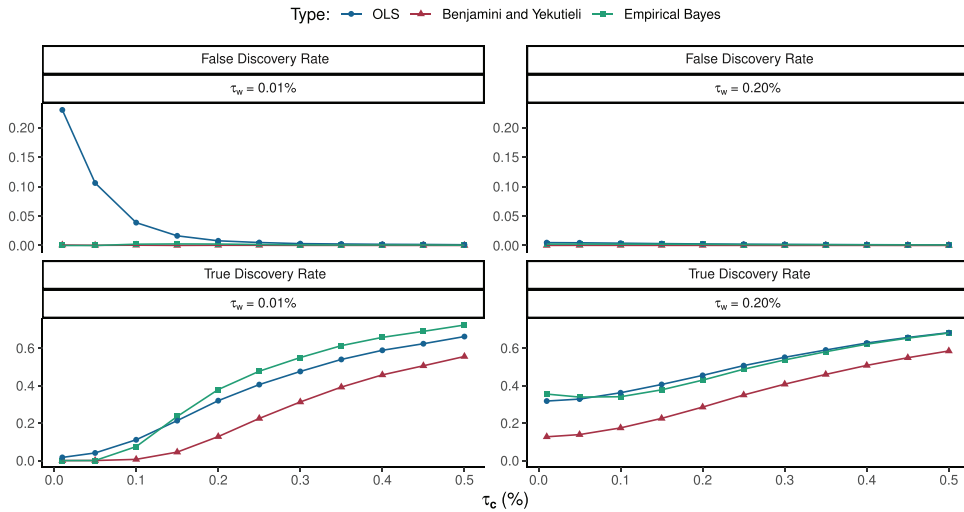 Type: OLS Benjamini and Yekutieli Empirical Bayes
False Discovery Rate False Discovery Rate
τw = 0.01% τw = 0.20%
0.20 0.20
0.15 0.15
0.10 0.10
0.05 0.05
0.00 0.00
True Discovery Rate True Discovery Rate
τw = 0.01% τw = 0.20%
0.6 0.6
0.4 0.4
0.2 0.2
0.0 0.0
0.0 0.1 0.2 0.3 0.4 0.5 0.0 0.1 0.2 0.3 0.4 0.5
τc (%)